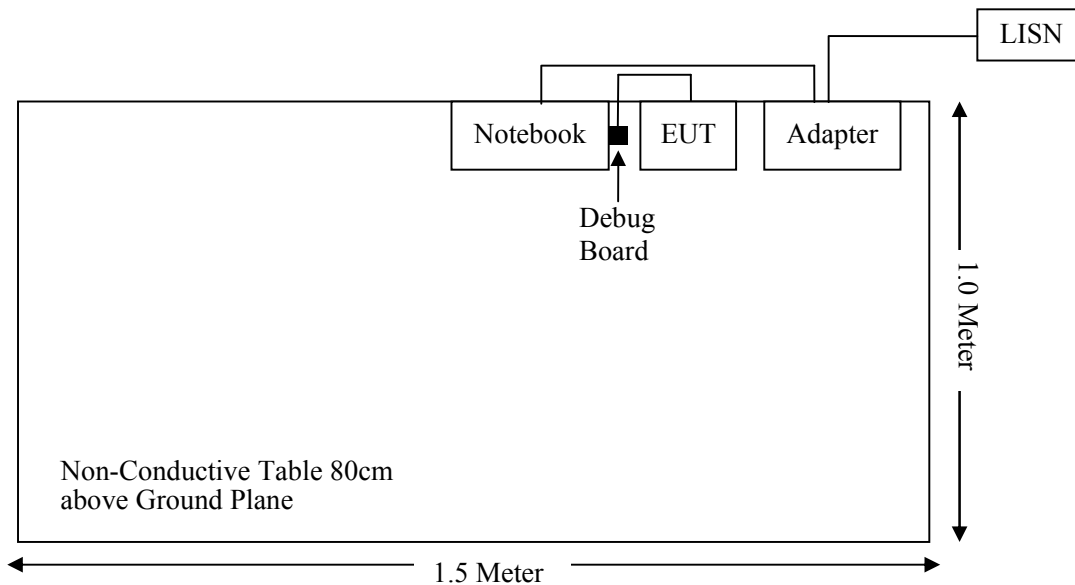 LISN
Notebook
EUT
Adapter
Debug
Board
1.0 Meter
Non-Conductive Table 80cm
above Ground Plane
1.5 Meter